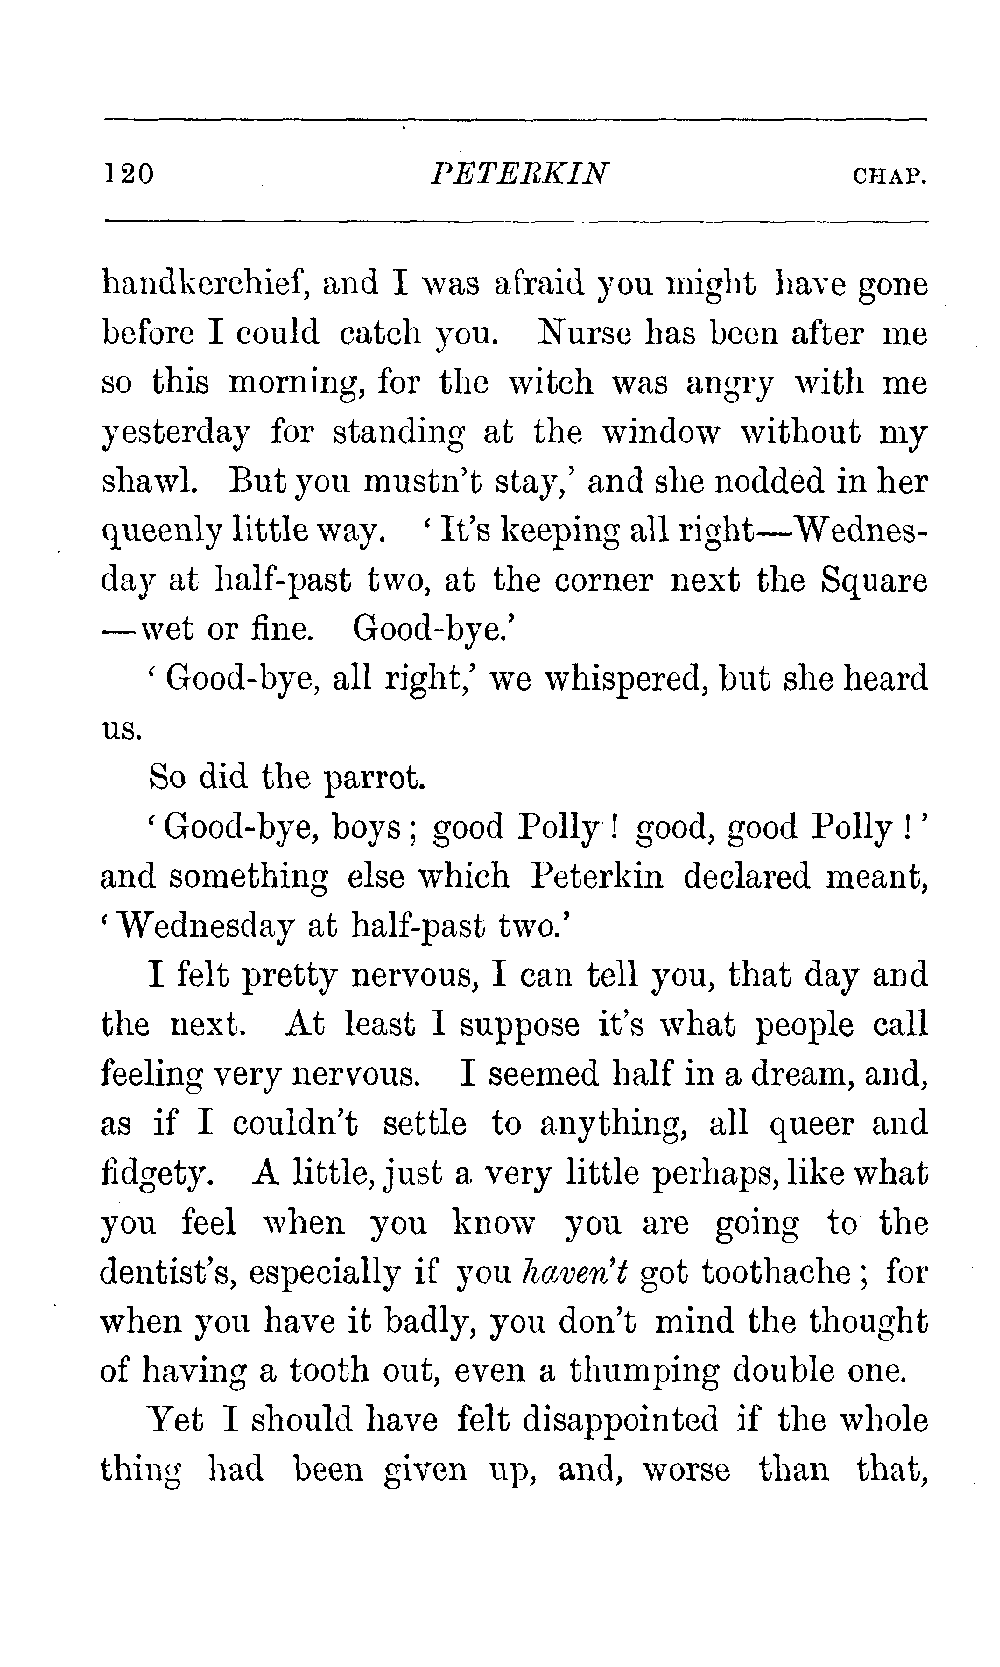 120 PETERKIN CHAP.
handkerchief, and I was afraid you might have gone
before I could catch you. Nurse has been after me
so this morning, for the witch was angry with me
yesterday for standing at the window without my
shawl. But you mustn't stay,' and she nodded in her
queenly little way. 'It's keeping all right—Wednes-
day at half-past two, at the corner next the Square
—wet or fine. Good-bye.'
'Good-bye, all right,' we whispered, but she heard
us.
So did the parrot.
'Good-bye, boys; good Polly! good, good Polly!'
and something else which Peterkin declared meant,
'Wednesday at half-past two.'
I felt pretty nervous, I can tell you, that day and
the next. At least I suppose it's what people call
feeling very nervous. I seemed half in a dream, and,
as if I couldn't settle to anything, all queer and
fidgety. A little, just a very little perhaps, like what
you feel when you know you are going to the
dentist's, especially if you haven't got toothache; for
when you have it badly, you don't mind the thought
of having a tooth out, even a thumping double one.
Yet I should have felt disappointed if the whole
thing had been given up, and, worse than that,